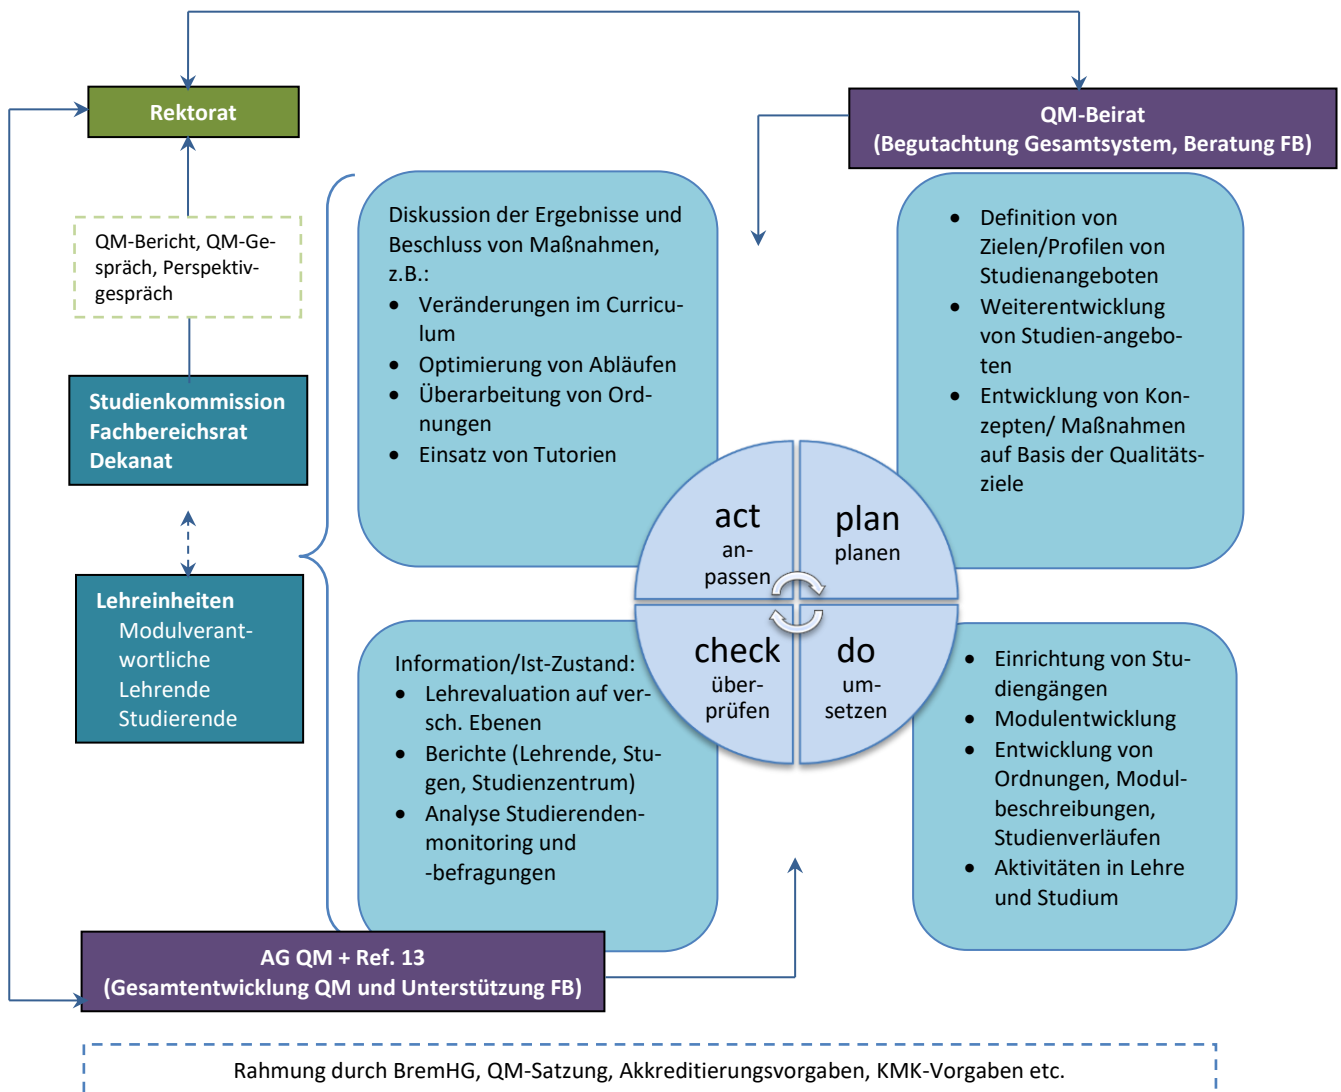 Rektorat
QM-Beirat
(Begutachtung Gesamtsystem, Beratung FB)
QM-Bericht, QM-Ge-
spräch, Perspektiv-
gespräch
Studienkommission
Fachbereichsrat
Dekanat
Lehreinheiten
Modulverant-
wortliche
Lehrende
Studierende
Diskussion der Ergebnisse und
Beschluss von Maßnahmen,
z.B.:
• Veränderungen im Curricu-
lum
• Optimierung von Abläufen
• Überarbeitung von Ord-
nungen
• Einsatz von Tutorien
• Definition von
Zielen/Profilen von
Studienangeboten
• Weiterentwicklung
von Studien-angebo-
ten
• Entwicklung von Kon-
zepten/ Maßnahmen
auf Basis der Qualitäts-
ziele
act
an-
passen
plan
planen
check
über-
prüfen
do
um-
setzen
Information/Ist-Zustand:
• Lehrevaluation auf ver-
sch. Ebenen
• Berichte (Lehrende, Stu-
gen, Studienzentrum)
• Analyse Studierenden-
monitoring und
-befragungen
• Einrichtung von Stu-
diengängen
• Modulentwicklung
• Entwicklung von
Ordnungen, Modul-
beschreibungen,
Studienverläufen
• Aktivitäten in Lehre
und Studium
AG QM + Ref. 13
(Gesamtentwicklung QM und Unterstützung FB)
Rahmung durch BremHG, QM-Satzung, Akkreditierungsvorgaben, KMK-Vorgaben etc.